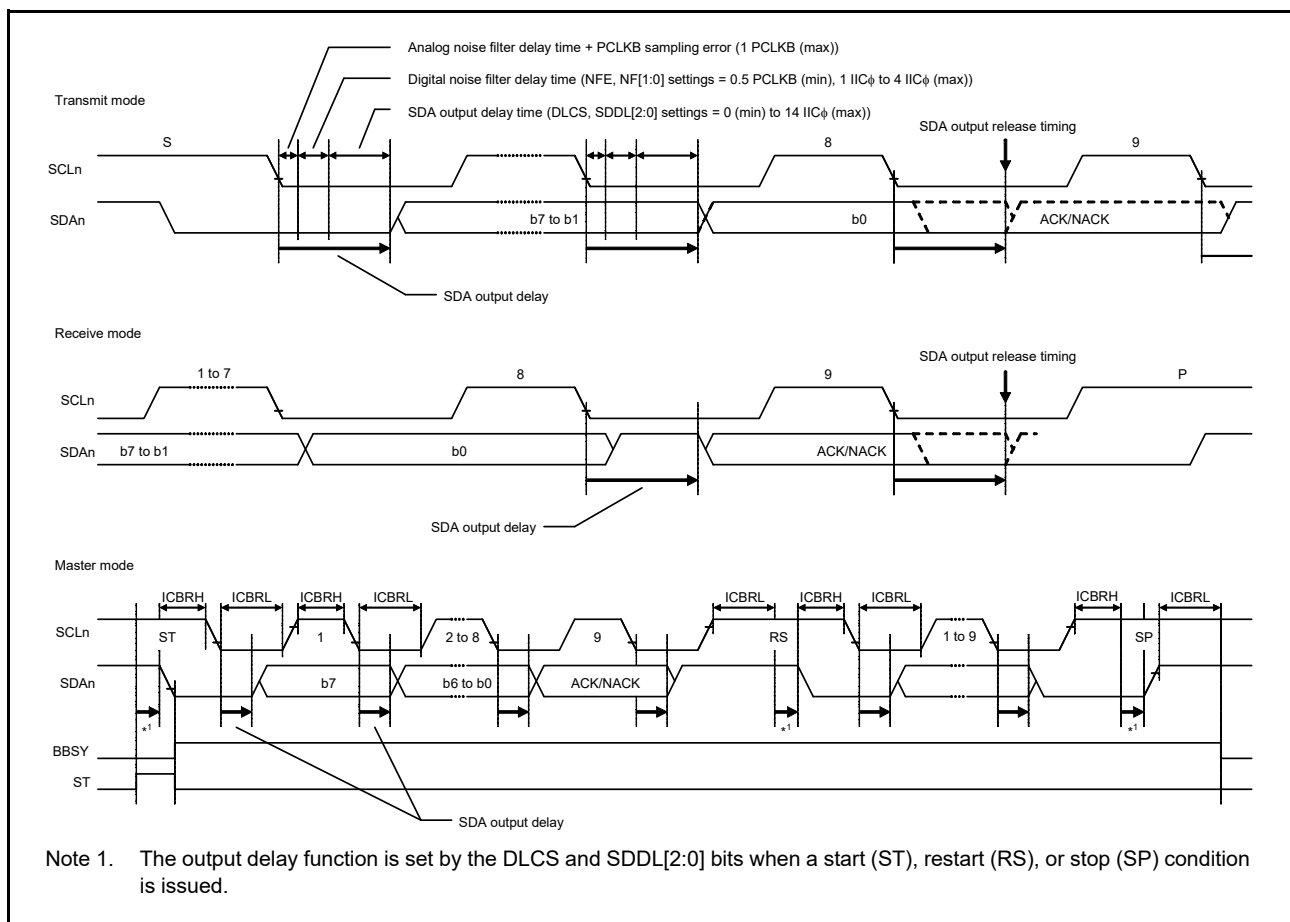 Analog noise filter delay time + PCLKB sampling error (1 PCLKB (max))
Digital noise filter delay time (NFE, NF[1:0] settings = 0.5 PCLKB (min), 1 IICϕ to 4 IICϕ (max))
Transmit mode
SDA output delay time (DLCS, SDDL[2:0] settings = 0 (min) to 14 IICϕ (max))
SDA output release timing
S 8 9
SCLn
SDAn b7 to b1 b0 ACK/NACK
SDA output delay
Receive mode
SDA output release timing
1 to 7 8 9 P
SCLn
SDAn b7 to b1 b0 ACK/NACK
SDA output delay
Master mode
ICBRH ICBRL ICBRH ICBRL ICBRL ICBRH ICBRL ICBRH ICBRL
SCLn ST 1 2 to 8 9 RS 1 to 9 SP
SDAn b7 b6 to b0 ACK/NACK
*1 *1 *1
BBSY
ST
SDA output delay
Note 1. The output delay function is set by the DLCS and SDDL[2:0] bits when a start (ST), restart (RS), or stop (SP) condition
is issued.